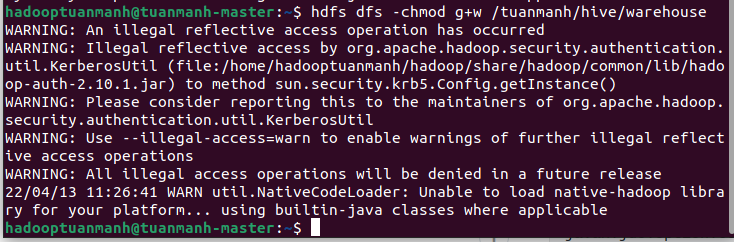 hadooptuanmanh@tuanmanh-master:~$ hdfs dfs -chmod g+w /tuanmanh/hive/warehouse
WARNING: An illegal reflective access operation has occurred
WARNING: Illegal reflective access by org.apache.hadoop.security.authentication.
util.KerberosUtil (file:/home/hadooptuanmanh/hadoop/share/hadoop/common/lib/hado
op-auth-2.10.1.jar) to method sun.security.krb5.Config.getInstance()
WARNING: Please consider reporting this to the maintainers of org.apache.hadoop.
security.authentication.util.KerberosUtil
WARNING: Use --illegal-access=warn to enable warnings of further illegal reflect
ive access operations
WARNING: All illegal access operations will be denied in a future release
22/04/13 11:26:41 WARN util.NativeCodeLoader: Unable to load native-hadoop libra
ry for your platform... using builtin-java classes where applicable
hadooptuanmanh@tuanmanh-master:~$